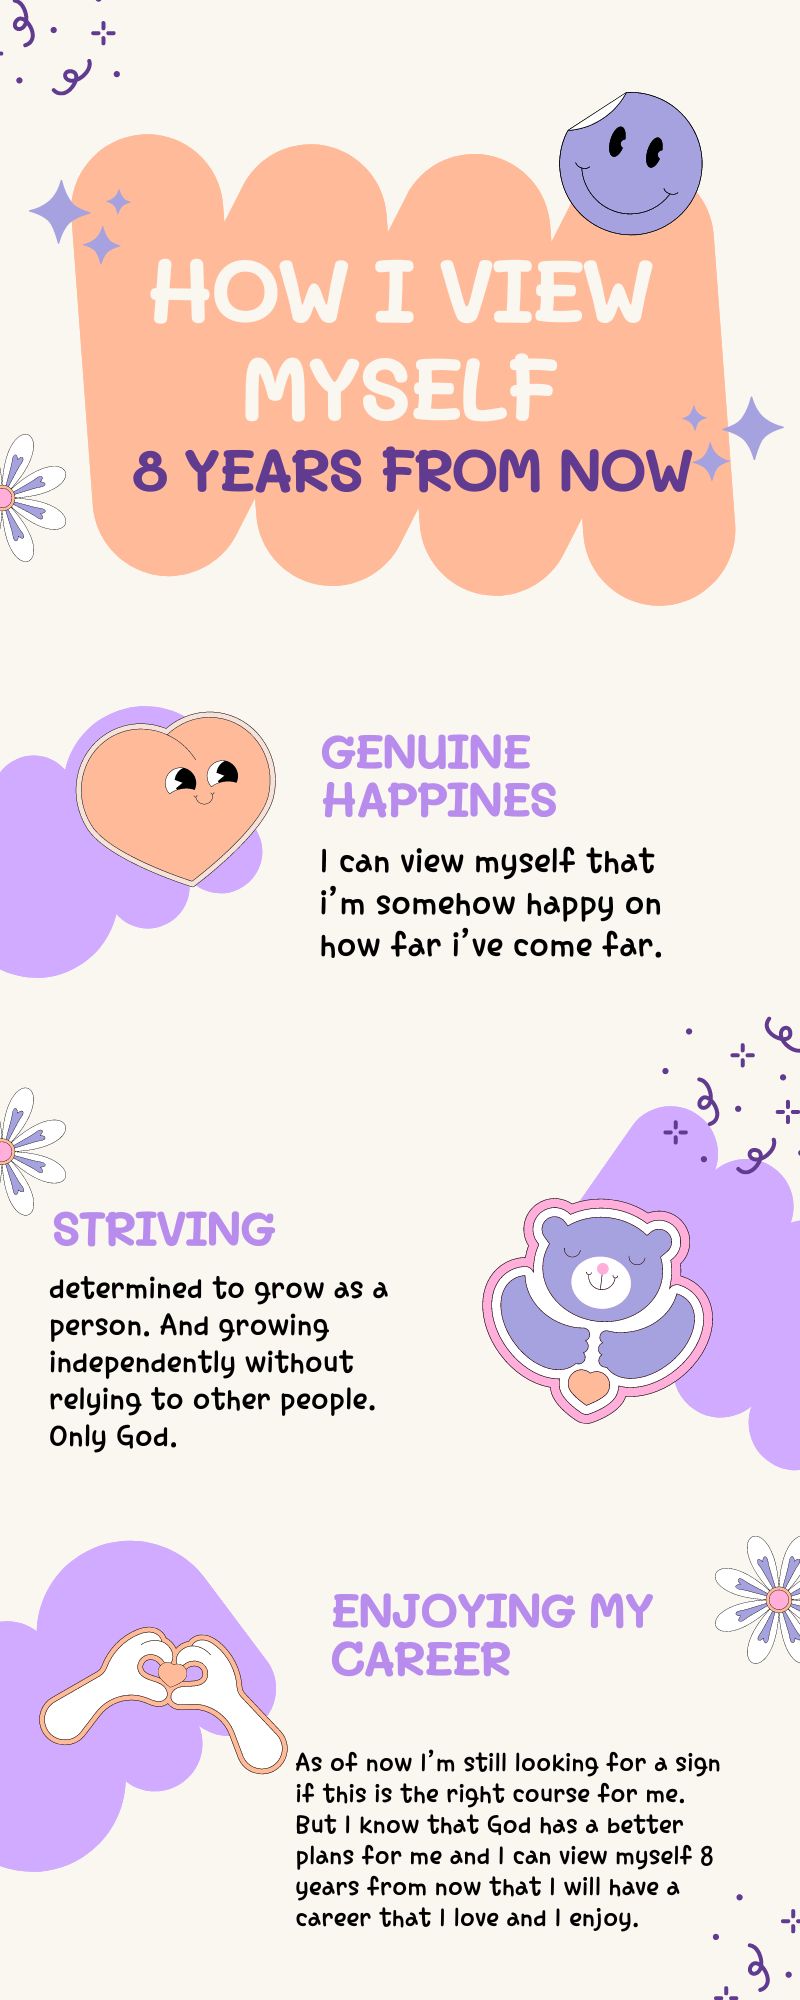 HOW I VIEW
MYSELF
8 YEARS FROM NOW
GENUINE
HAPPINES
I can view myself that
i'm somehow happy on
how far i've come far.
STRIVING
determined to grow as a
person. And growing
independently without
relying to other people.
Only God.
ENJOYING MY
CAREER
As of now I'm still looking for a sign
if this is the right course for me.
But I know that God has a better
plans for me and I can view myself 8
years from now that I will have a
career that I love and I enjoy.